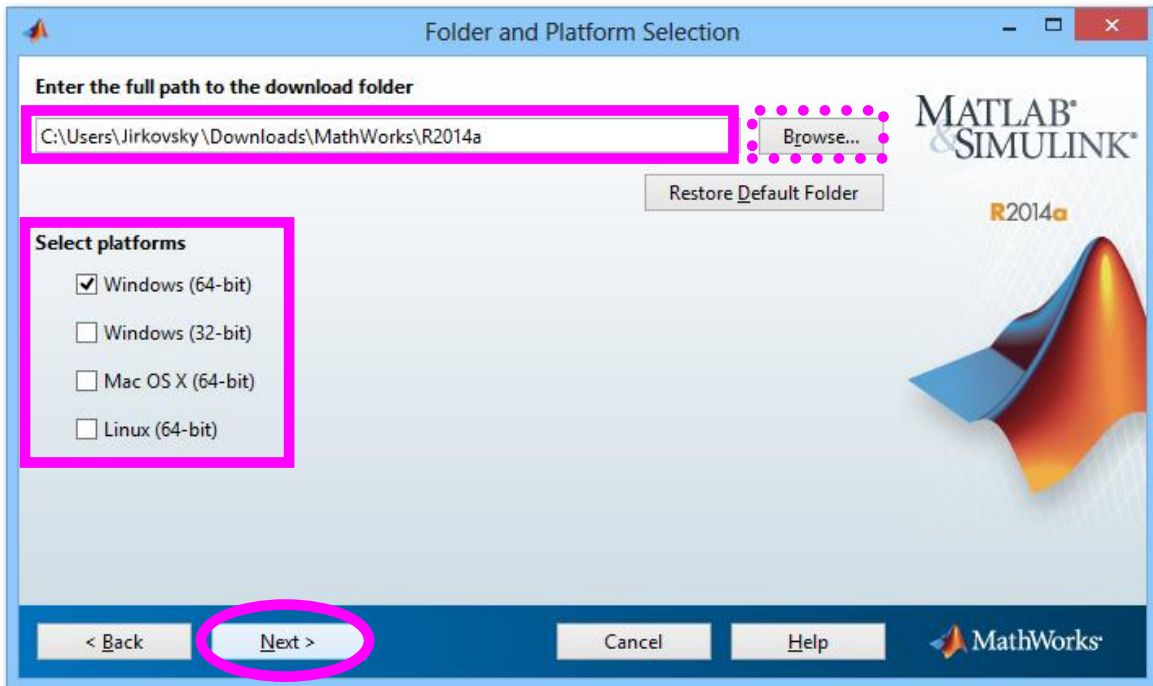 Folder and Platform Selection
Enter the full path to the download folder
C:\Users\Jirkovsky\Downloads\MathWorks\R2014a
Browse...
Restore Default Folder
MATLAB®
&SIMULINK®
R2014a
Select platforms
Windows (64-bit)
Windows (32-bit)
Mac OS X (64-bit)
Linux (64-bit)
< Back
Next >
Cancel
Help
MathWorks®